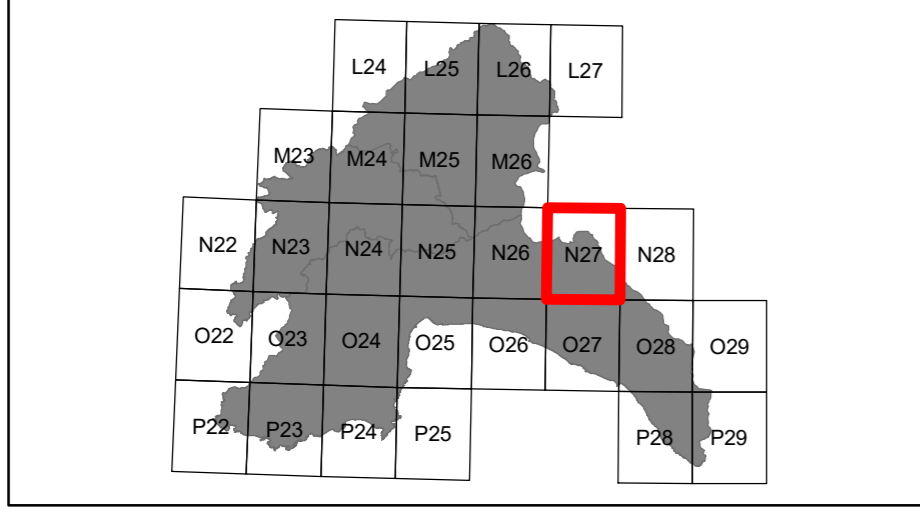 L24 L25 L26 L27
M23 M24 M25 M26
N22 N23 N24 N25 N26 N27 N28
O22 O23 O24 O25 O26 O27 O28 O29
P22 P23 P24 P25 P28 P29